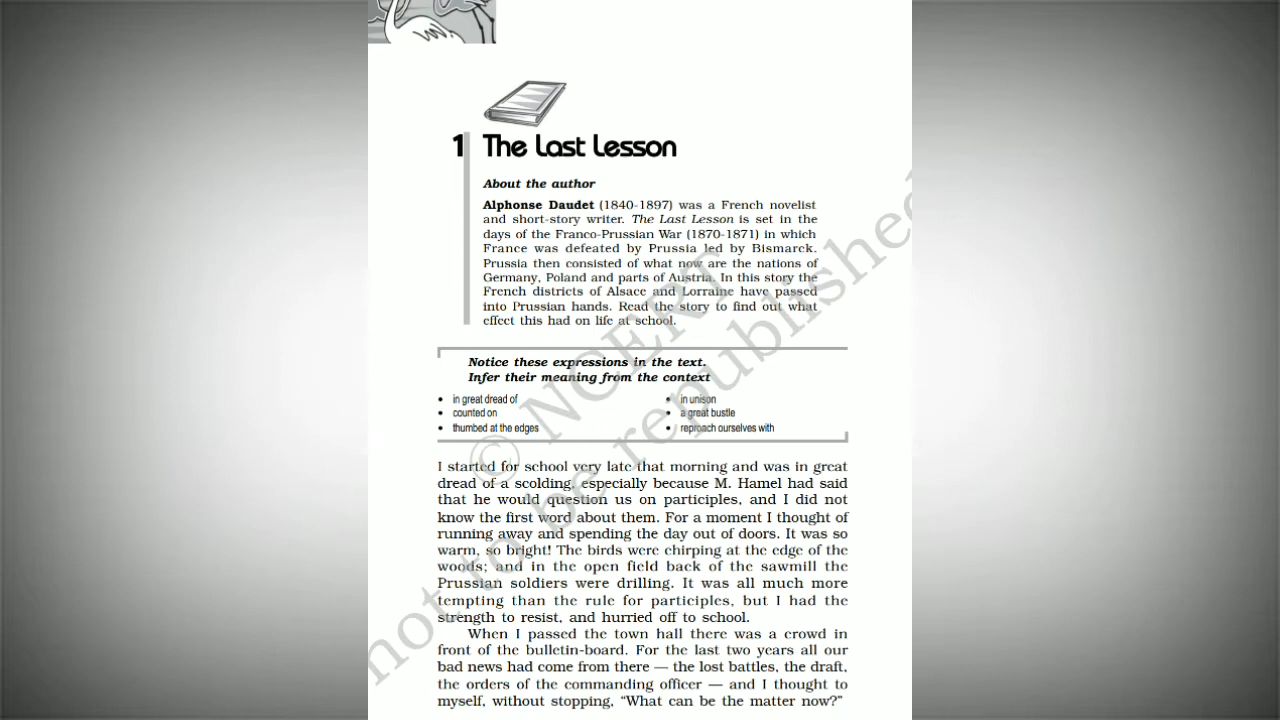 1 The Last Lesson
About the author
Alphonse Daudet (1840-1897) was a French novelist
and short-story writer. The Last Lesson is set in the
days of the Franco-Prussian War (1870-1871) in which
France was defeated by Prussia led by Bismarck.
Prussia then consisted of what now are the nations of
Germany, Poland and parts of Austria. In this story the
French districts of Alsace and Lorraine have passed
into Prussian hands. Read the story to find out what
effect this had on life at school.
Notice these expressions in the text.
Infer their meaning from the context
• in great dread of
• counted on
• thumbed at the edges
• in unison
• a great bustle
• reproach ourselves with
I started for school very late that morning and was in great
dread of a scolding, especially because M. Hamel had said
that he would question us on participles, and I did not
know the first word about them. For a moment I thought of
running away and spending the day out of doors. It was so
warm, so bright! The birds were chirping at the edge of the
woods; and in the open field back of the sawmill the
Prussian soldiers were drilling. It was all much more
tempting than the rule for participles, but I had the
strength to resist, and hurried off to school.
When I passed the town hall there was a crowd in
front of the bulletin-board. For the last two years all our
bad news had come from there — the lost battles, the draft,
the orders of the commanding officer — and I thought to
myself, without stopping, “What can be the matter now?”
© NCERT
not to be republished